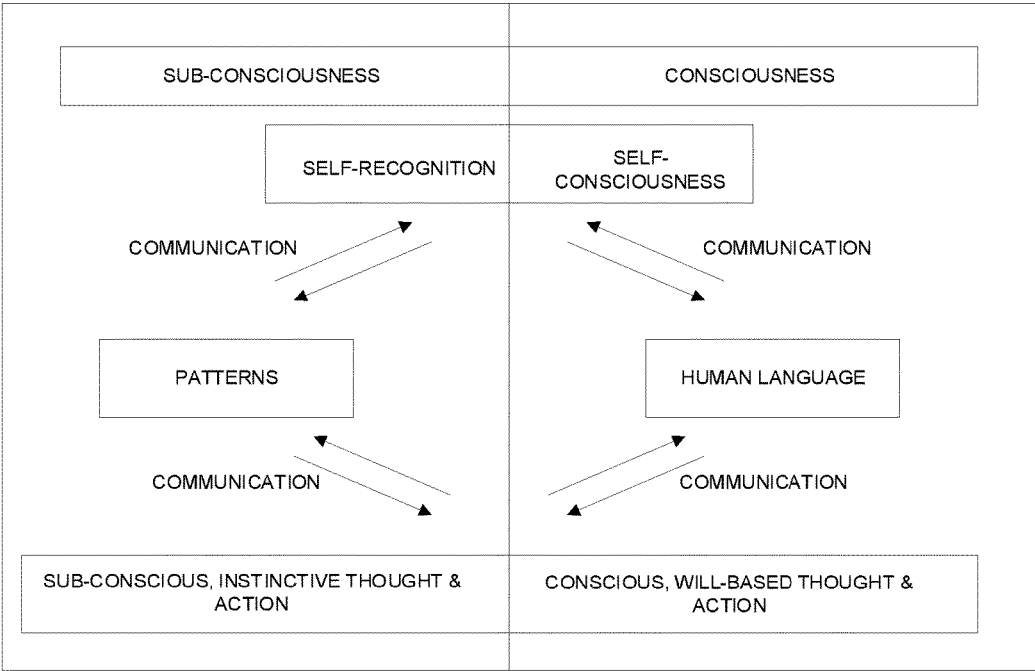 SUB-CONSCIOUSNESS
CONSCIOUSNESS
SELF-RECOGNITION
SELF-
CONSCIOUSNESS
COMMUNICATION
COMMUNICATION
PATTERNS
HUMAN LANGUAGE
COMMUNICATION
COMMUNICATION
SUB-CONSCIOUS, INSTINCTIVE THOUGHT &
ACTION
CONSCIOUS, WILL-BASED THOUGHT &
ACTION